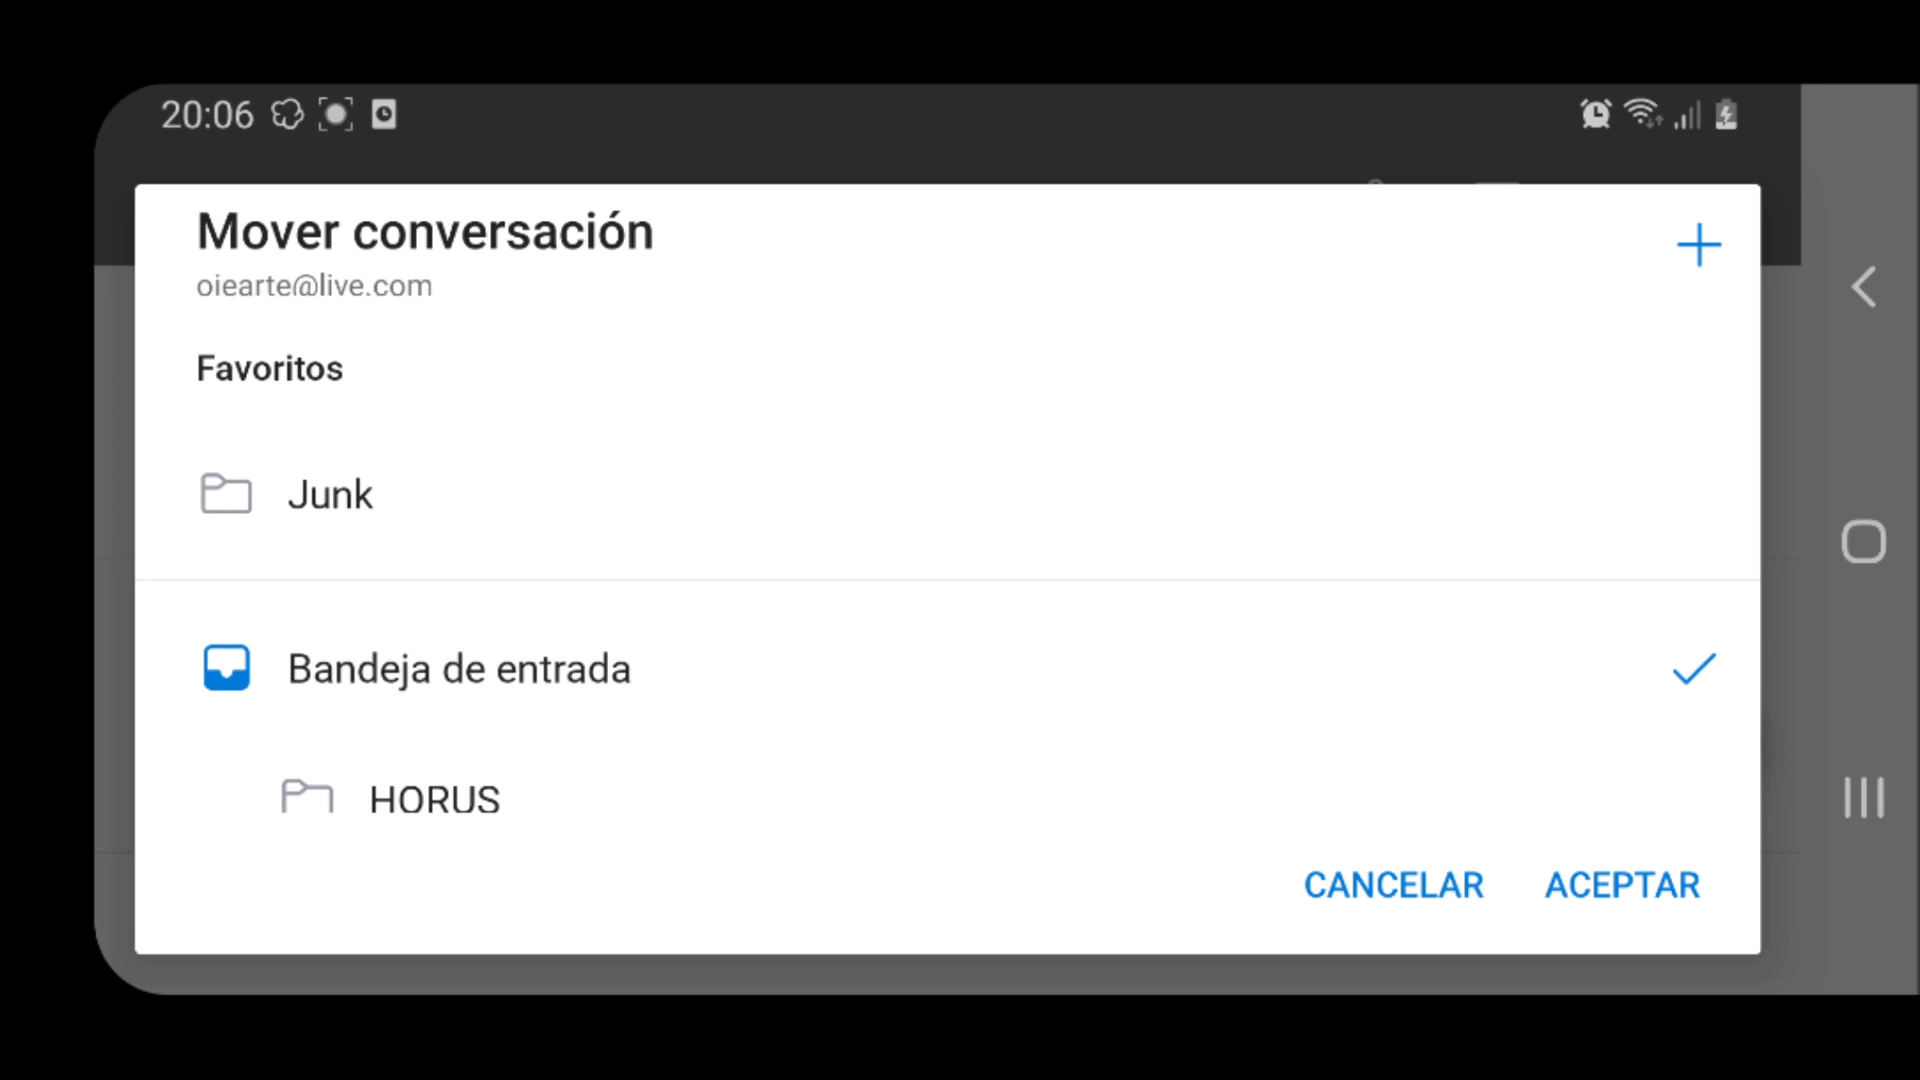 20:06
Mover conversación
oiearte@live.com
Favoritos
Junk
Bandeja de entrada
HORUS
CANCELAR ACEPTAR